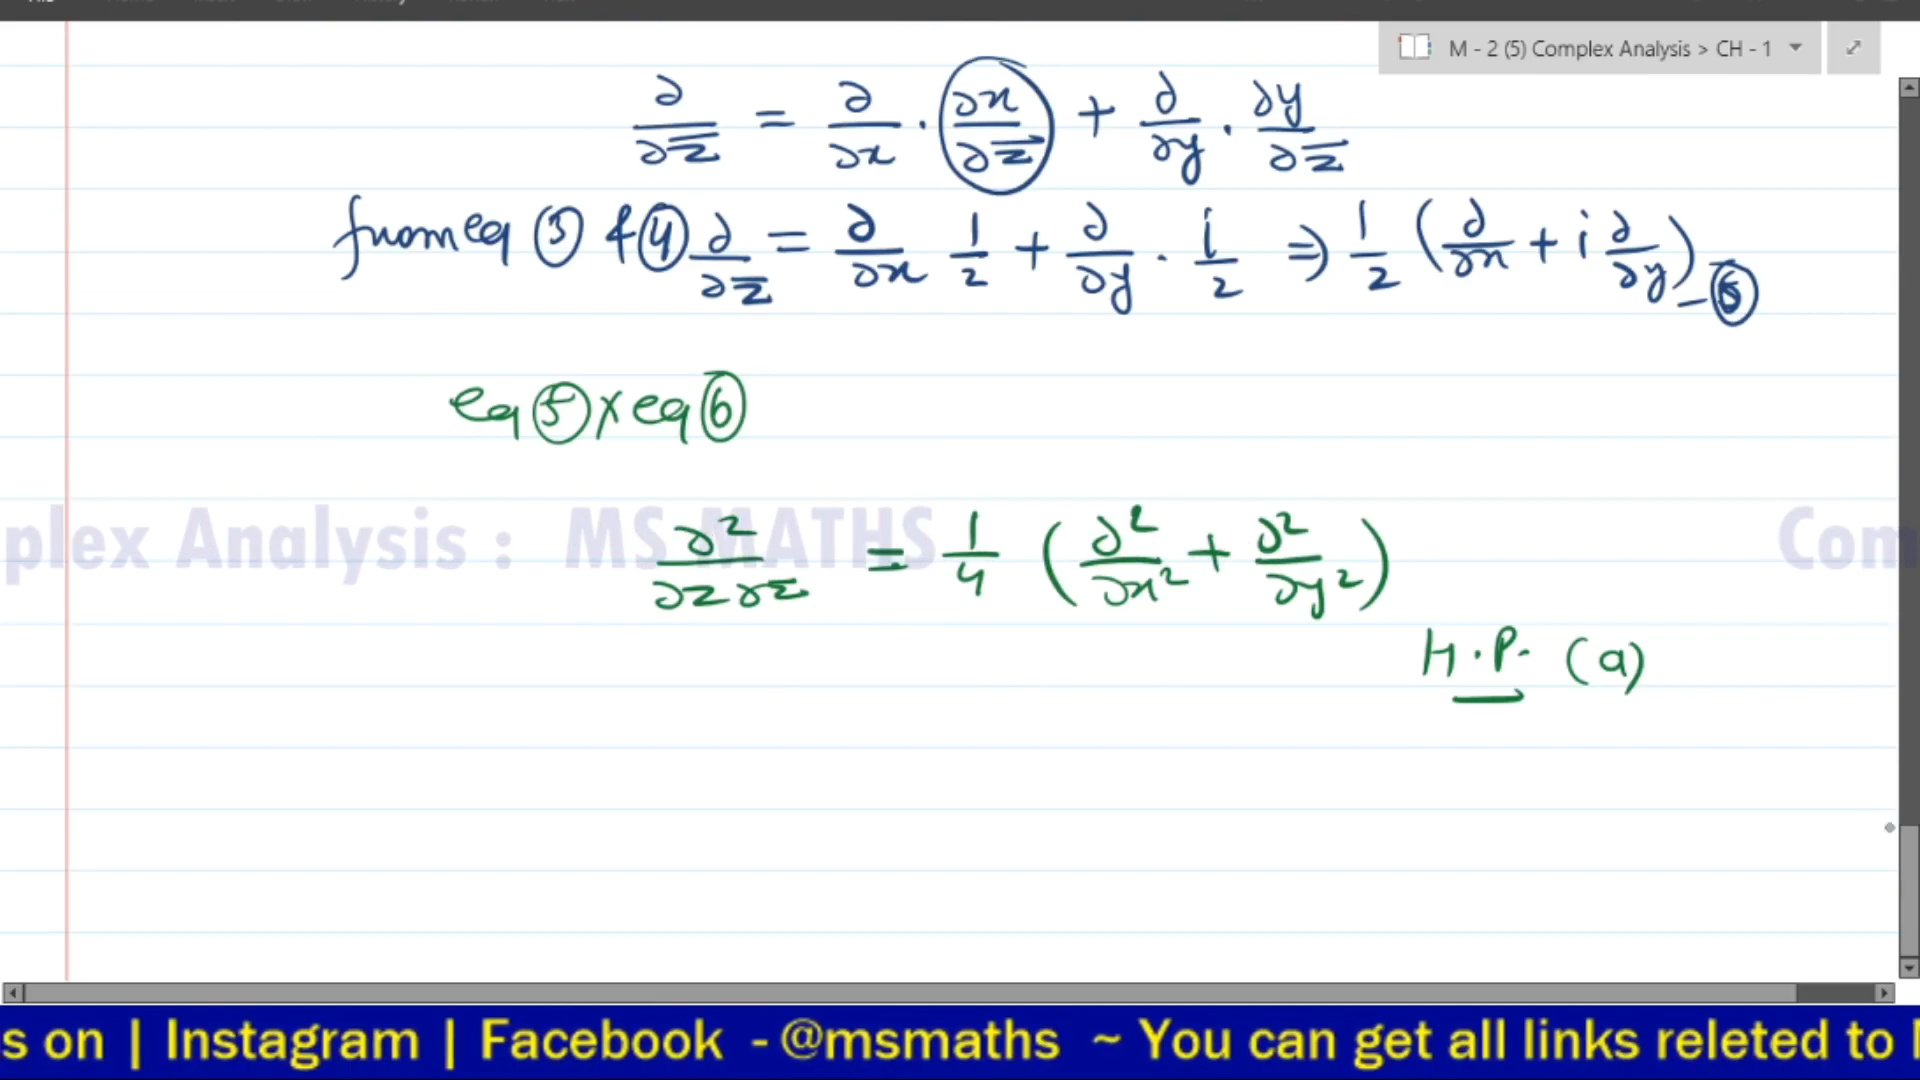 M - 2 (5) Complex Analysis > CH - 1
∂/∂z̄ = ∂/∂x · ∂x/∂z̄ + ∂/∂y · ∂y/∂z̄
from eq ③ & ④ ∂/∂z̄ = ∂/∂x 1/2 + ∂/∂y · i/2 ⇒ 1/2 (∂/∂x + i ∂/∂y) - ⑥
eq ⑤ × eq ⑥
plex Analysis : MS MATHS
Com
∂²/∂z∂z̄ = 1/4 (∂²/∂x² + ∂²/∂y²)
H.P. (a)
s on | Instagram | Facebook - @msmaths ~ You can get all links releted to